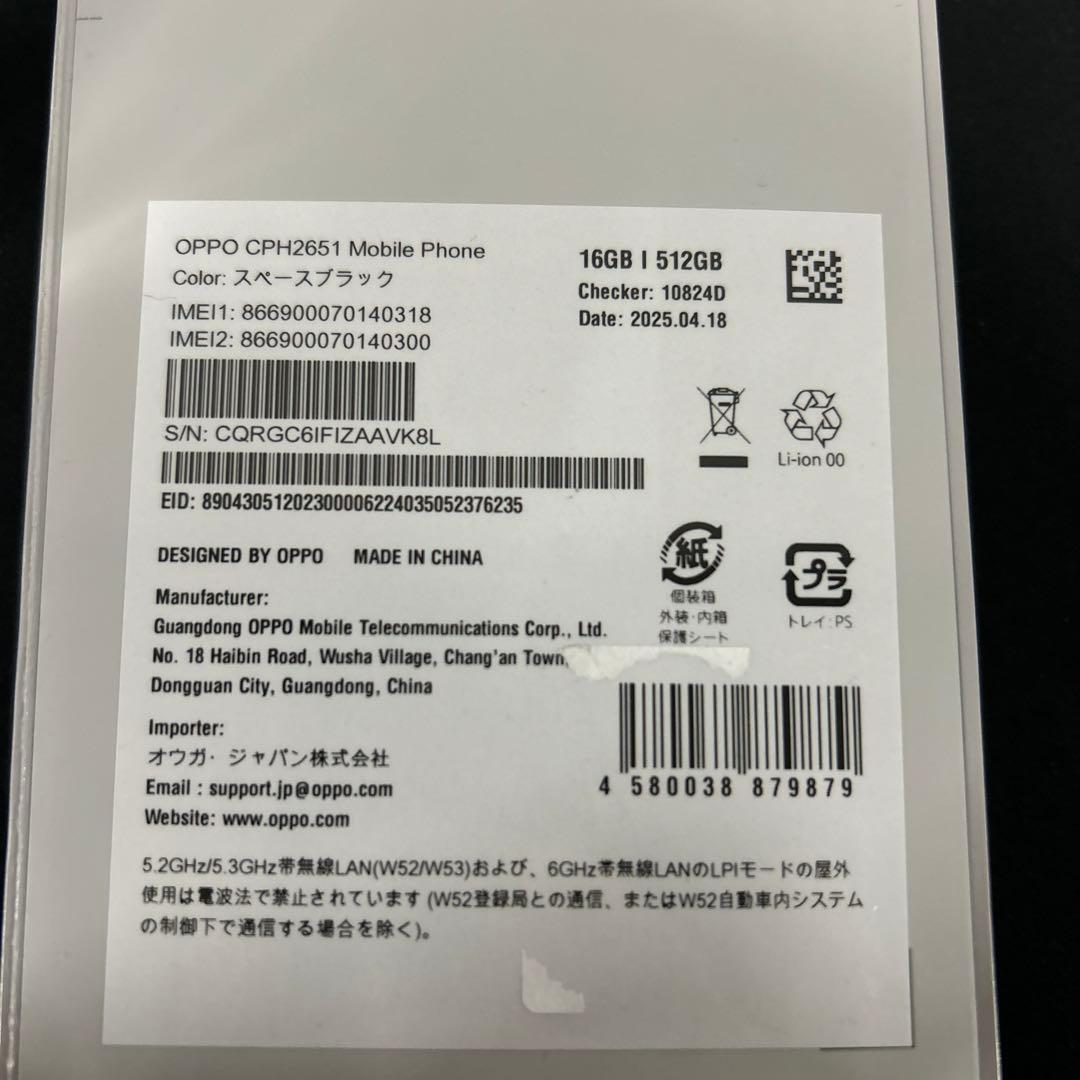 OPPO CPH2651 Mobile Phone
Color: スペースブラック
IMEI1: 866900070140318
IMEI2: 866900070140300
S/N: CQRGC6IFIZAAVK8L
EID: 89043051202300006224035052376235
16GB | 512GB
Checker: 10824D
Date: 2025.04.18
Li-ion 00
DESIGNED BY OPPO MADE IN CHINA
紙
個装箱
外装・内箱
保護シート
プラ
トレイ:PS
Manufacturer:
Guangdong OPPO Mobile Telecommunications Corp., Ltd.
No. 18 Haibin Road, Wusha Village, Chang'an Town,
Dongguan City, Guangdong, China
Importer:
オウガ・ジャパン株式会社
Email : support.jp@oppo.com
Website: www.oppo.com
4 580038 879879
5.2GHz/5.3GHz帯無線LAN(W52/W53)および、6GHz帯無線LANのLPIモードの屋外
使用は電波法で禁止されています (W52登録局との通信、またはW52自動車内システム
の制御下で通信する場合を除く)。